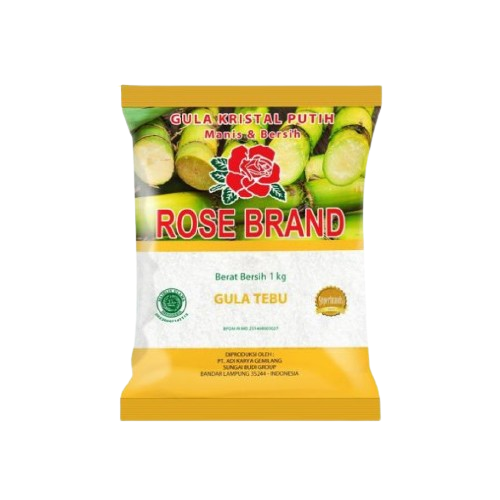 GULA KRISTAL PUTIH
Manis & Bersih
ROSE BRAND
Berat Bersih 1 kg
GULA TEBU
DIPRODUKSI OLEH :
PT. ADI KARYA GEMILANG
SUNGAI BUDI GROUP
BANDAR LAMPUNG 35244 - INDONESIA